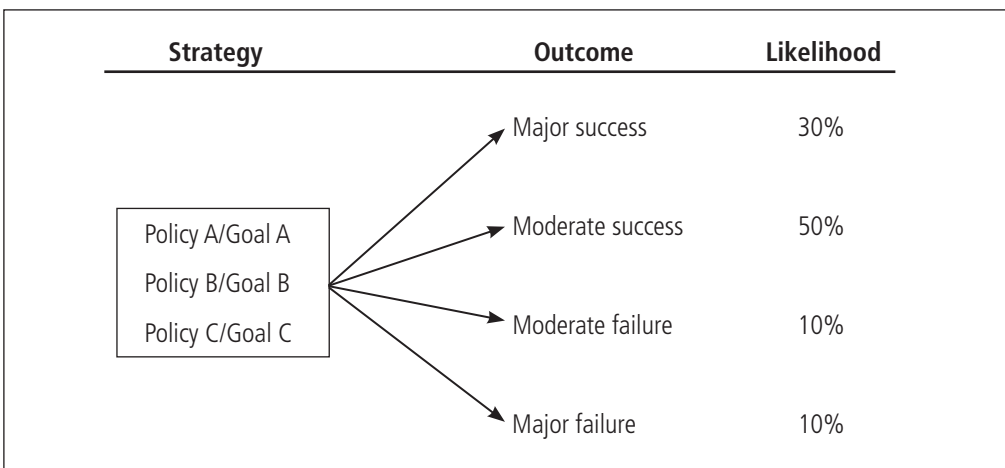 Strategy Outcome Likelihood
Major success 30%
Policy A/Goal A
Moderate success 50%
Policy B/Goal B
Policy C/Goal C
Moderate failure 10%
Major failure 10%